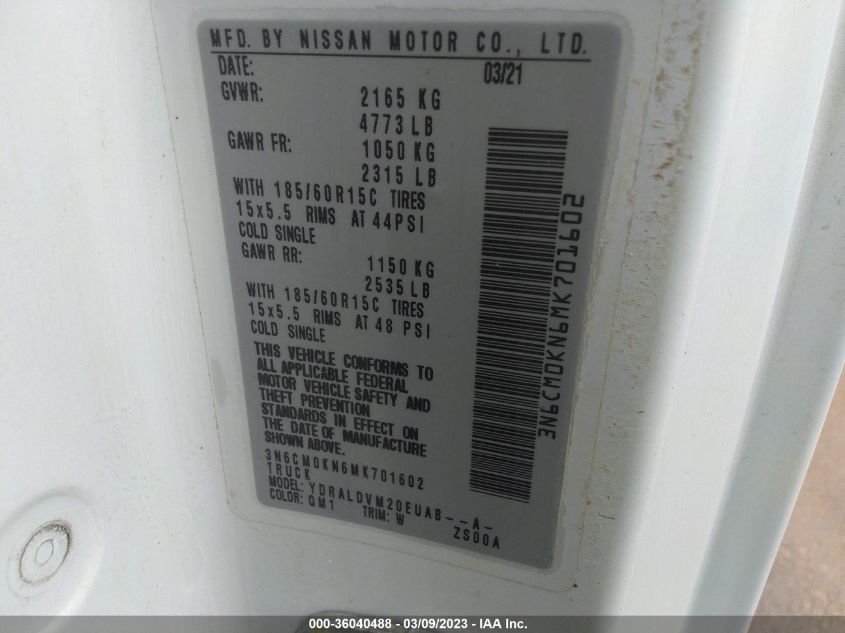 MFD. BY NISSAN MOTOR CO., LTD.
DATE: 03/21
GVWR: 2165 KG
4773 LB
GAWR FR: 1050 KG
2315 LB
WITH 185/60R15C TIRES
15x5.5 RIMS AT 44PSI
COLD SINGLE
GAWR RR: 1150 KG
2535 LB
WITH 185/60R15C TIRES
15x5.5 RIMS AT 48 PSI
COLD SINGLE
THIS VEHICLE CONFORMS TO
ALL APPLICABLE FEDERAL
MOTOR VEHICLE SAFETY AND
THEFT PREVENTION
STANDARDS IN EFFECT ON
THE DATE OF MANUFACTURE
SHOWN ABOVE.
3N6CM0KN6MK701602
TRUCK
MODEL: YDRALDVM20EUAB--A-
COLOR: QM1 TRIM: W ZS00A
3N6CM0KN6MK701602
000-36040488 - 03/09/2023 - IAA Inc.